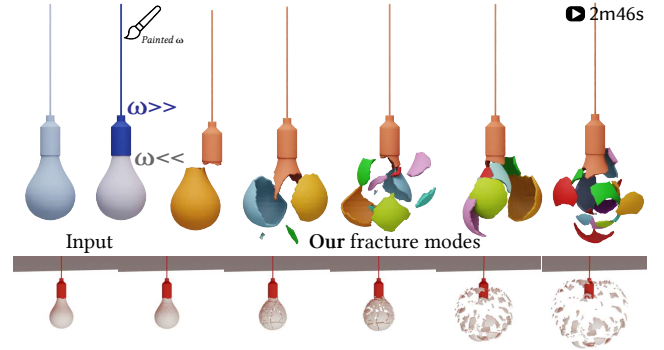 Painted ω
2m46s
ω>>
ω<<
Input
Our fracture modes